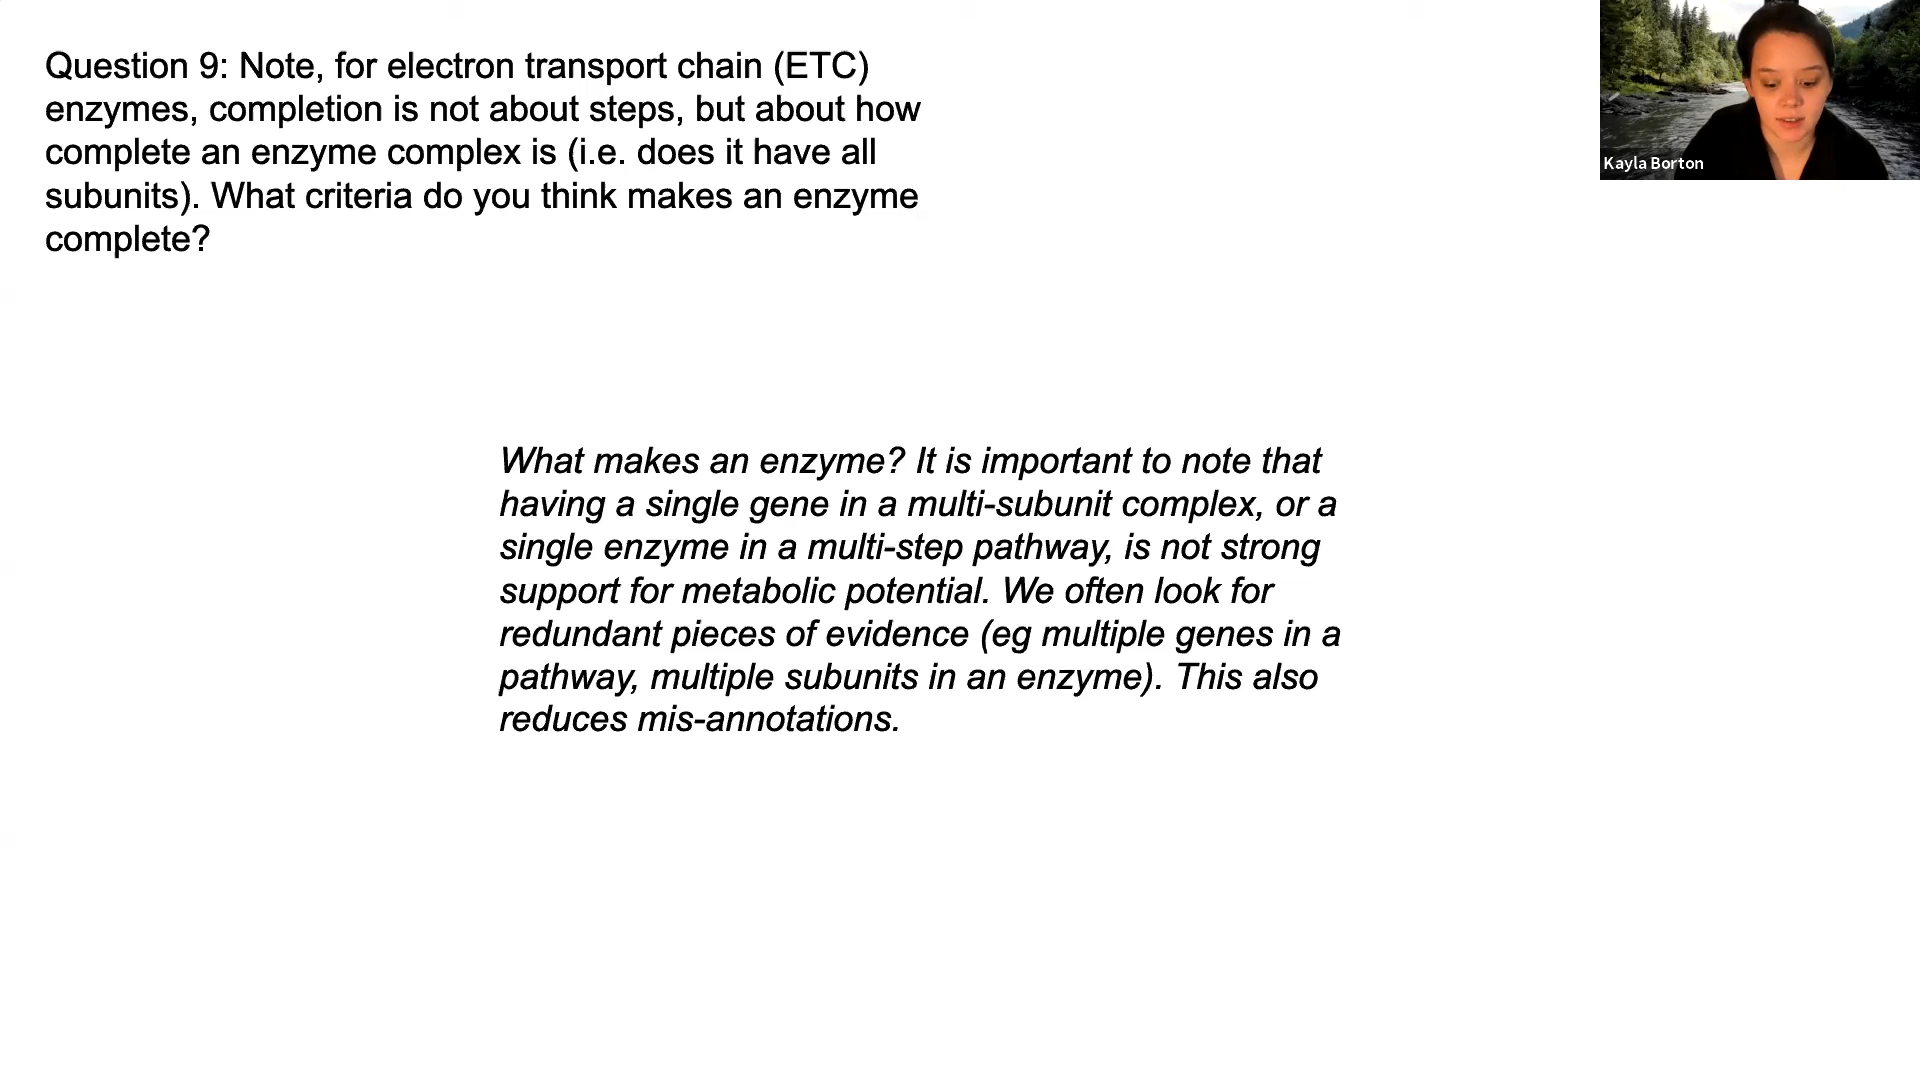 Question 9: Note, for electron transport chain (ETC)
enzymes, completion is not about steps, but about how
complete an enzyme complex is (i.e. does it have all
subunits). What criteria do you think makes an enzyme
complete?
Kayla Borton
What makes an enzyme? It is important to note that
having a single gene in a multi-subunit complex, or a
single enzyme in a multi-step pathway, is not strong
support for metabolic potential. We often look for
redundant pieces of evidence (eg multiple genes in a
pathway, multiple subunits in an enzyme). This also
reduces mis-annotations.